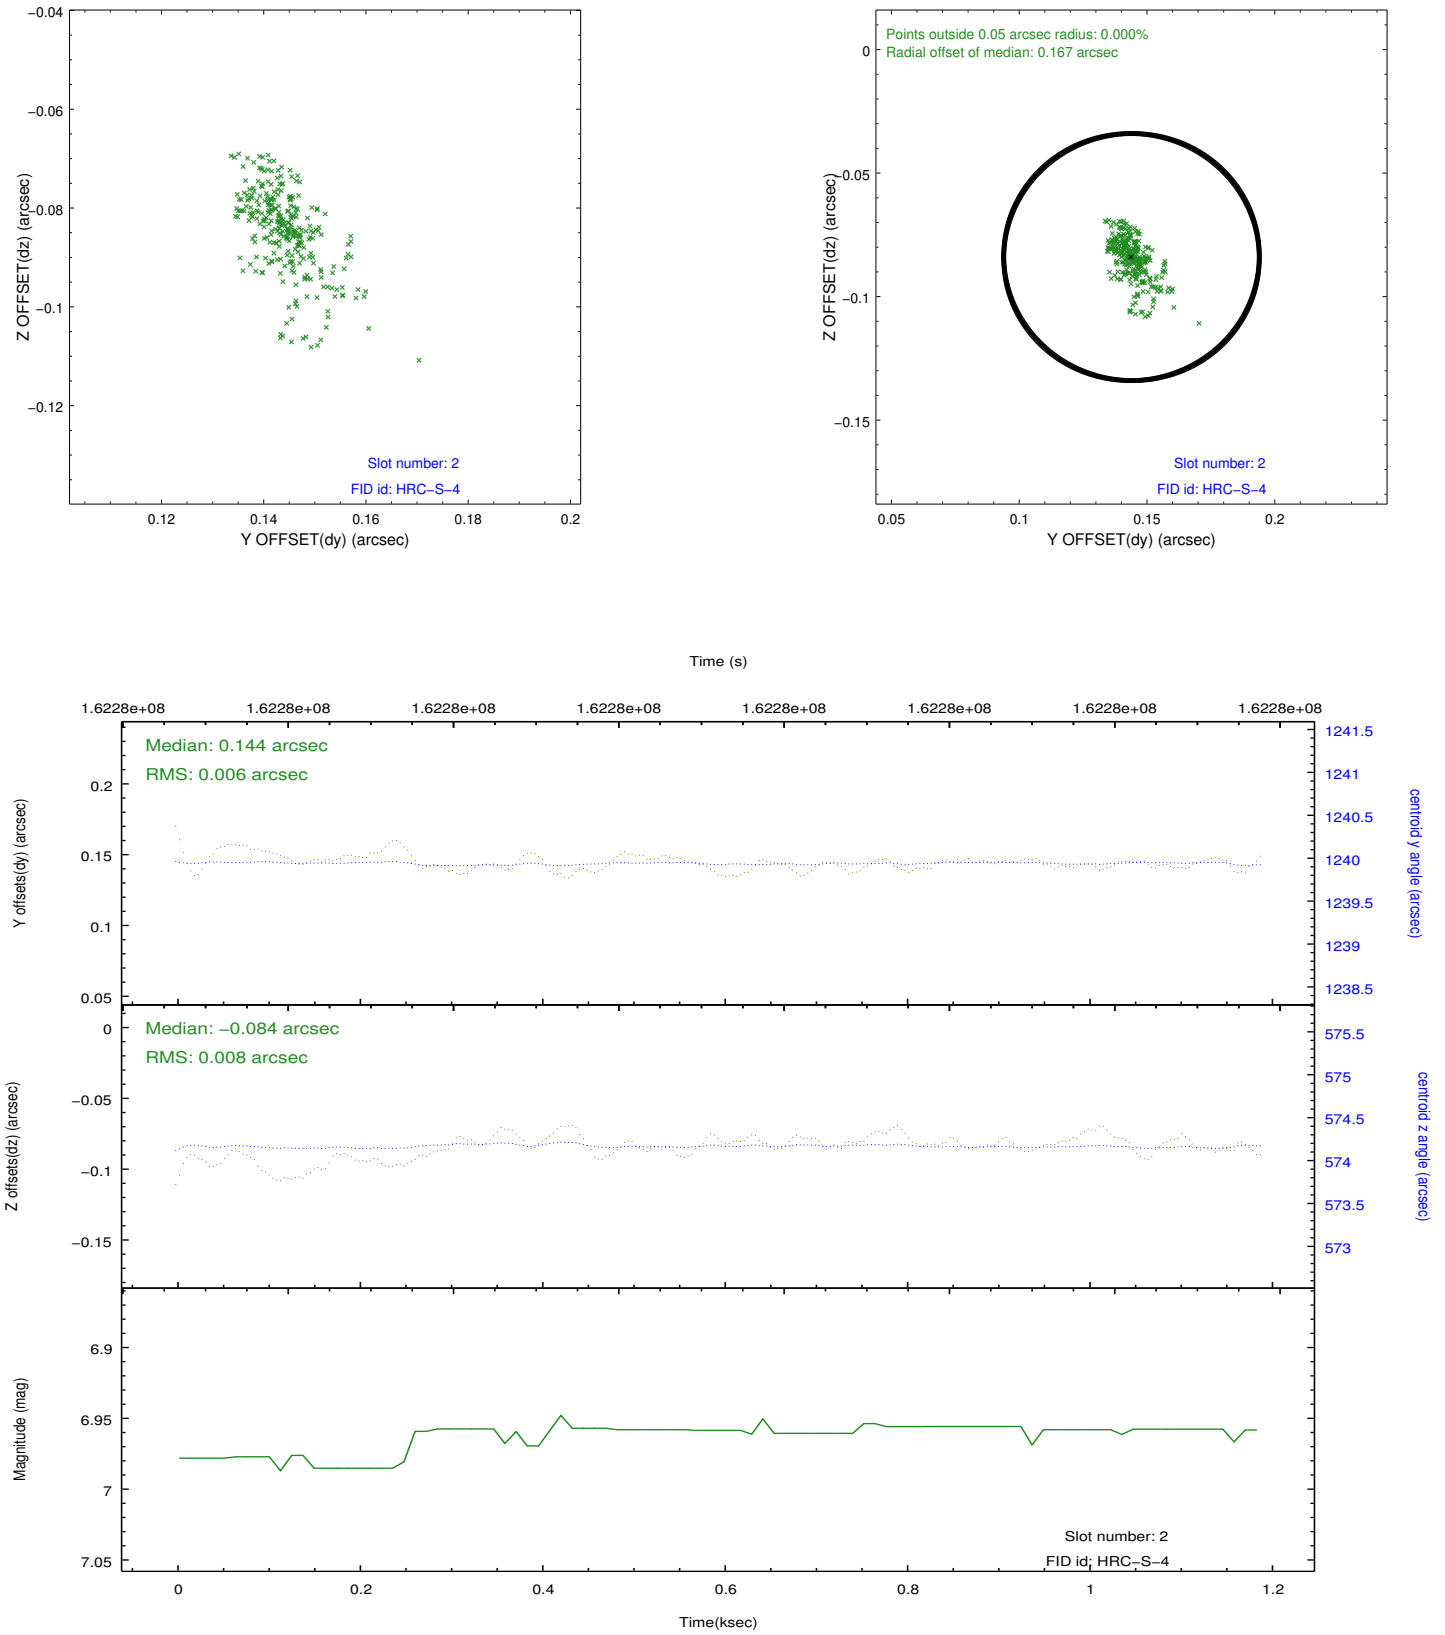 −0.04
−0.06
−0.08
−0.1
−0.12
Z OFFSET(dz) (arcsec)
0.12 0.14 0.16 0.18 0.2
Y OFFSET(dy) (arcsec)
Slot number: 2
FID id: HRC−S−4
Points outside 0.05 arcsec radius: 0.000%
Radial offset of median: 0.167 arcsec
0
−0.05
−0.1
−0.15
Z OFFSET(dz) (arcsec)
Slot number: 2
FID id: HRC−S−4
0.05 0.1 0.15 0.2
Y OFFSET(dy) (arcsec)
Time (s)
1.6228e+08 1.6228e+08 1.6228e+08 1.6228e+08 1.6228e+08 1.6228e+08 1.6228e+08 1.6228e+08
Median: 0.144 arcsec
RMS: 0.006 arcsec
0.2
0.15
0.1
0.05
Y offsets(dy) (arcsec)
1241.5
1241
1240.5
1240
1239.5
1239
1238.5
centroid y angle (arcsec)
Median: −0.084 arcsec
RMS: 0.008 arcsec
0
−0.05
−0.1
−0.15
Z offsets(dz) (arcsec)
575.5
575
574.5
574
573.5
573
centroid z angle (arcsec)
6.9
6.95
7
7.05
Magnitude (mag)
Slot number: 2
FID id: HRC−S−4
0 0.2 0.4 0.6 0.8 1 1.2
Time(ksec)